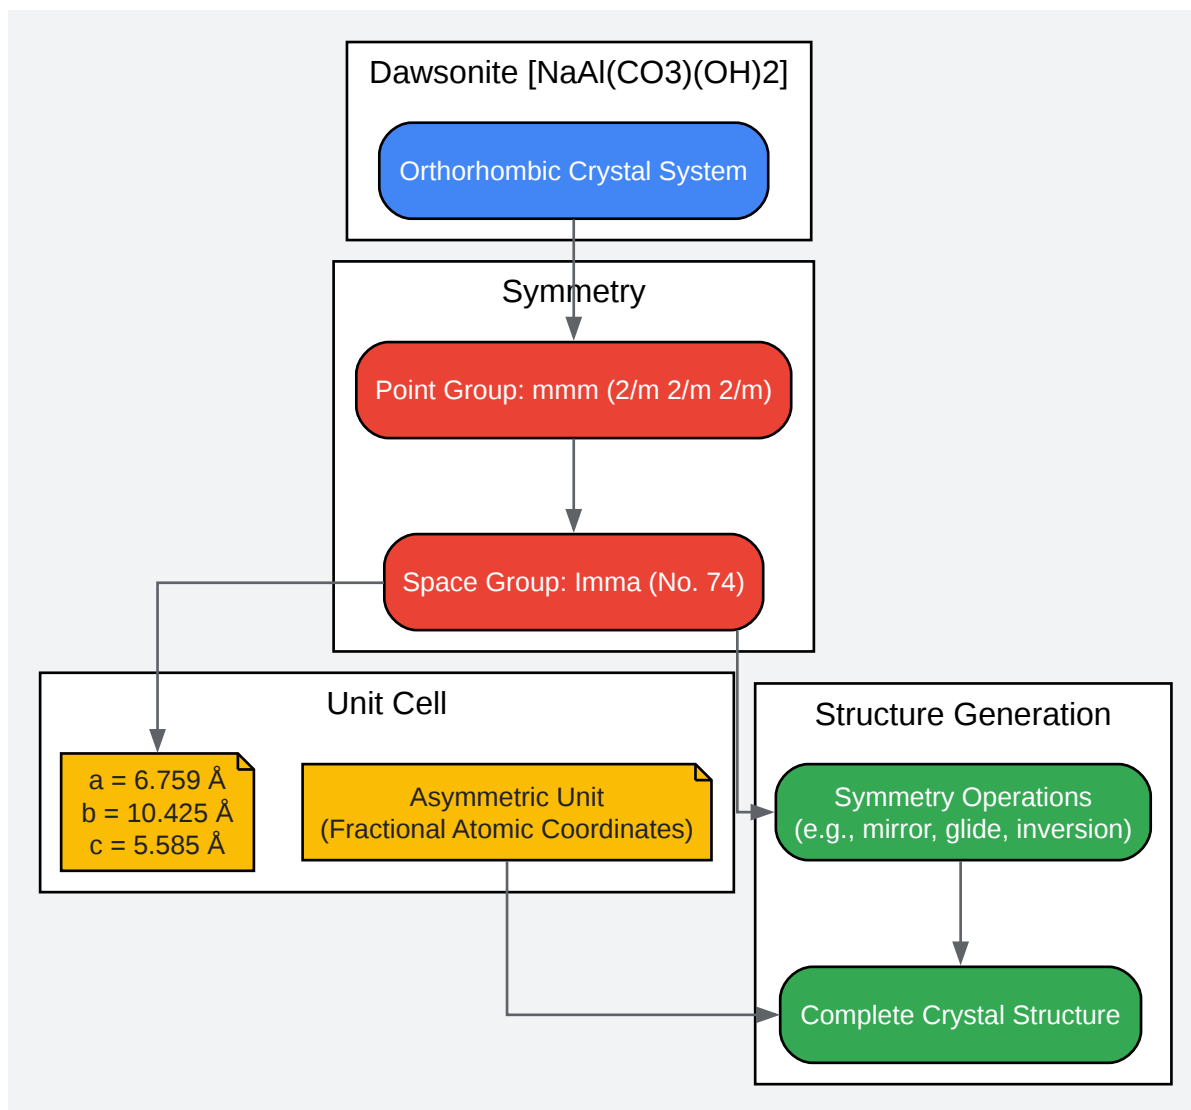 Dawsonite [NaAl(CO3)(OH)2]
Orthorhombic Crystal System
Symmetry
Point Group: mmm (2/m 2/m 2/m)
Space Group: Imma (No. 74)
Unit Cell
a = 6.759 Å
b = 10.425 Å
c = 5.585 Å
Asymmetric Unit
(Fractional Atomic Coordinates)
Structure Generation
Symmetry Operations
(e.g., mirror, glide, inversion)
Complete Crystal Structure